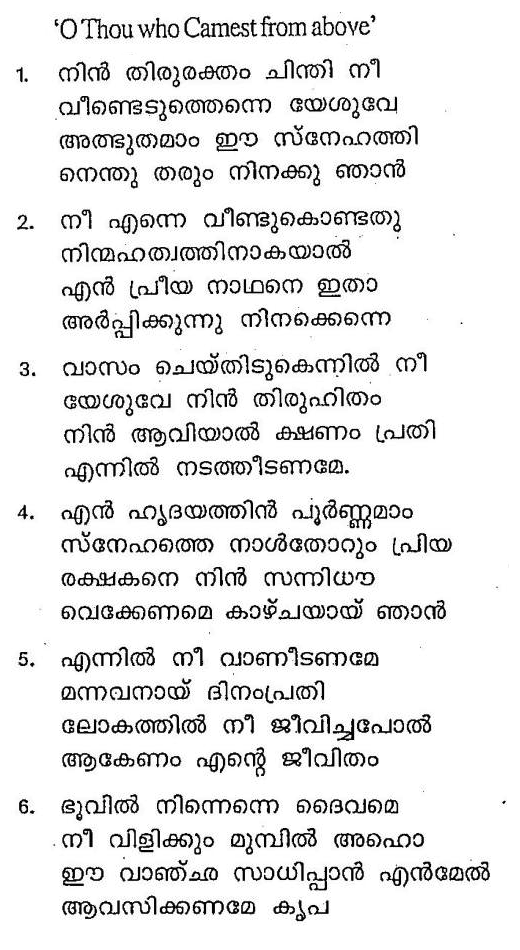 ‘O Thou who Camest from above’
1. നിൻ തിരുരക്തം ചിന്തി നീ
വീണ്ടെടുത്തെന്നെ യേശുവേ
അത്ഭുതമാം ഈ സ്നേഹത്തി
നെന്തു തരും നിനക്കു ഞാൻ
2. നീ എന്നെ വീണ്ടുകൊണ്ടതു
നിന്മഹത്വത്തിനാകയാൽ
എൻ പ്രീയ നാഥനെ ഇതാ
അർപ്പിക്കുന്നു നിനക്കെന്നെ
3. വാസം ചെയ്തിടുകെന്നിൽ നീ
യേശുവേ നിൻ തിരുഹിതം
നിൻ ആവിയാൽ ക്ഷണം പ്രതി
എന്നിൽ നടത്തീടണമേ.
4. എൻ ഹൃദയത്തിൻ പൂർണ്ണമാം
സ്നേഹത്തെ നാൾതോറും പ്രിയ
രക്ഷകനെ നിൻ സന്നിധൗ
വെക്കേണമെ കാഴ്ചയായ് ഞാൻ
5. എന്നിൽ നീ വാണീടണമേ
മന്നവനായ് ദിനംപ്രതി
ലോകത്തിൽ നീ ജീവിച്ചപോൽ
ആകേണം എന്റെ ജീവിതം
6. ഭൂവിൽ നിന്നെന്നെ ദൈവമെ
നീ വിളിക്കും മുമ്പിൽ അഹൊ
ഈ വാഞ്ഛ സാധിപ്പാൻ എൻമേൽ
ആവസിക്കണമേ കൃപ